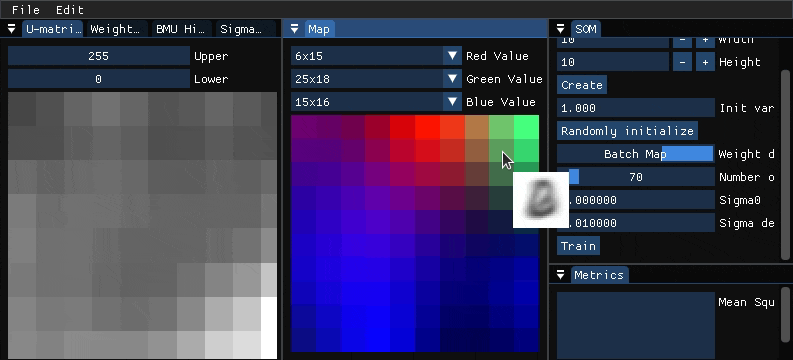 File Edit
U-matri… Weight… BMU Hi… Sigma…
255 Upper
0 Lower
Map
6x15 Red Value
25x18 Green Value
15x16 Blue Value
SOM
10 Width
10 - + Height
Create
1.000 Init var
Randomly initialize
Batch Map Weight d
70 Number o
.000000 Sigma0
.010000 Sigma de
Train
Metrics
Mean Squ